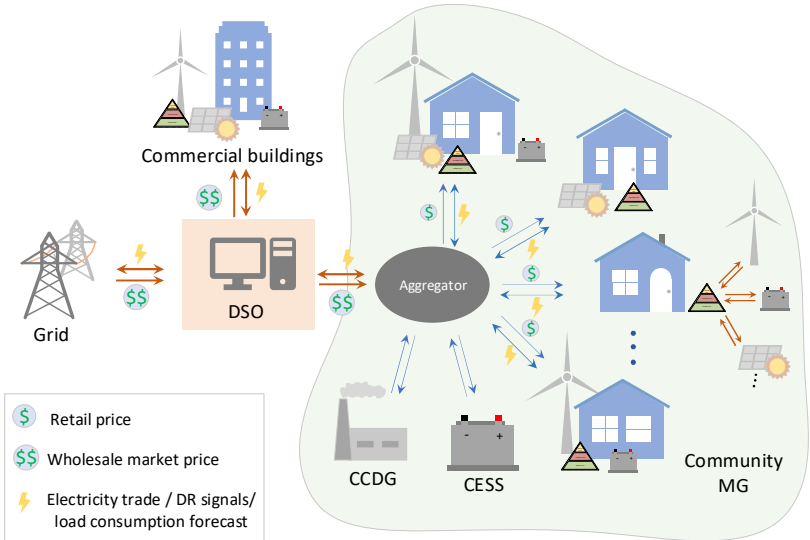 Commercial buildings
$$
$
$
Grid
$$
DSO
$$
Aggregator
$
$
$
$$
CCDG
CESS
- +
Community
MG
$ Retail price
$$ Wholesale market price
Electricity trade / DR signals/
load consumption forecast